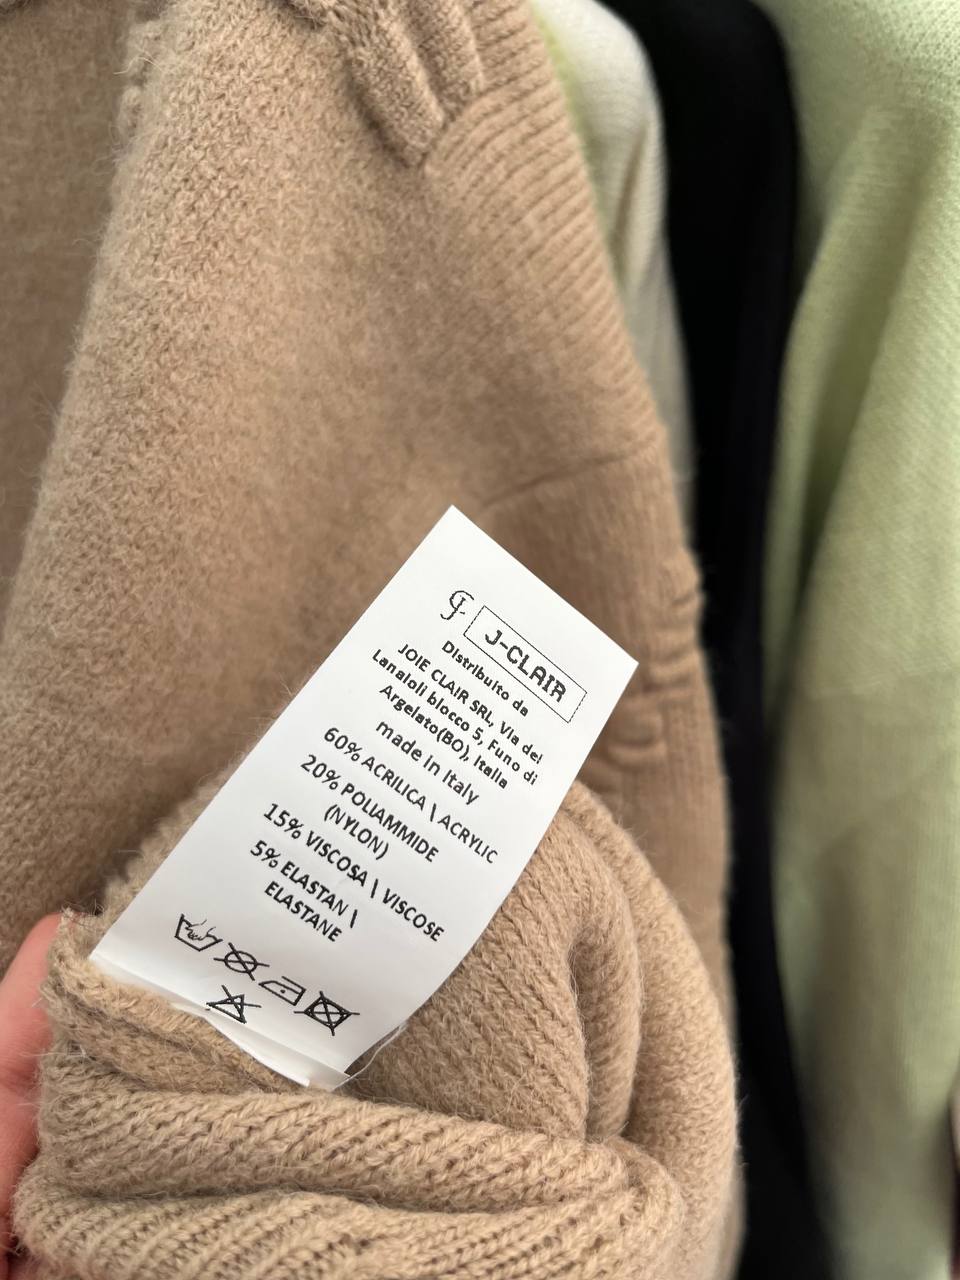 J-CLAIR
Distribuito da
JOIE CLAIR SRL, Via dei
Lanaioli blocco 5, Funo di
Argelato(BO), Italia
made in Italy
60% ACRILICA \ ACRYLIC
20% POLIAMMIDE
(NYLON)
15% VISCOSA \ VISCOSE
5% ELASTAN \
ELASTANE